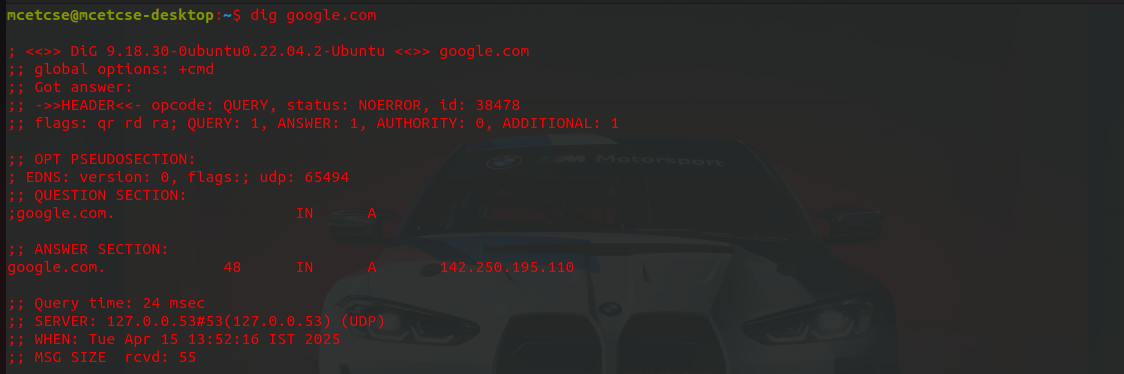 mcetcse@mcetcse-desktop:~$ dig google.com
; <<>> DiG 9.18.30-0ubuntu0.22.04.2-Ubuntu <<>> google.com
;; global options: +cmd
;; Got answer:
;; ->>HEADER<<- opcode: QUERY, status: NOERROR, id: 38478
;; flags: qr rd ra; QUERY: 1, ANSWER: 1, AUTHORITY: 0, ADDITIONAL: 1
;; OPT PSEUDOSECTION:
; EDNS: version: 0, flags:; udp: 65494
;; QUESTION SECTION:
;google.com. IN A
;; ANSWER SECTION:
google.com. 48 IN A 142.250.195.110
;; Query time: 24 msec
;; SERVER: 127.0.0.53#53(127.0.0.53) (UDP)
;; WHEN: Tue Apr 15 13:52:16 IST 2025
;; MSG SIZE rcvd: 55
M Motorsport